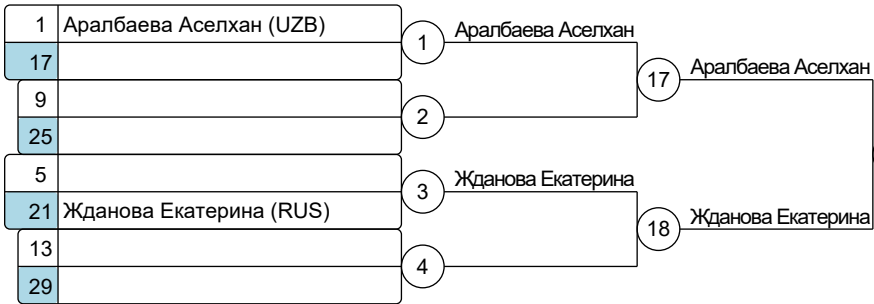 1 Аралбаева Аселхан (UZB)
17
1 Аралбаева Аселхан
9
25
2
17 Аралбаева Аселхан
5
21 Жданова Екатерина (RUS)
3 Жданова Екатерина
13
29
4
18 Жданова Екатерина